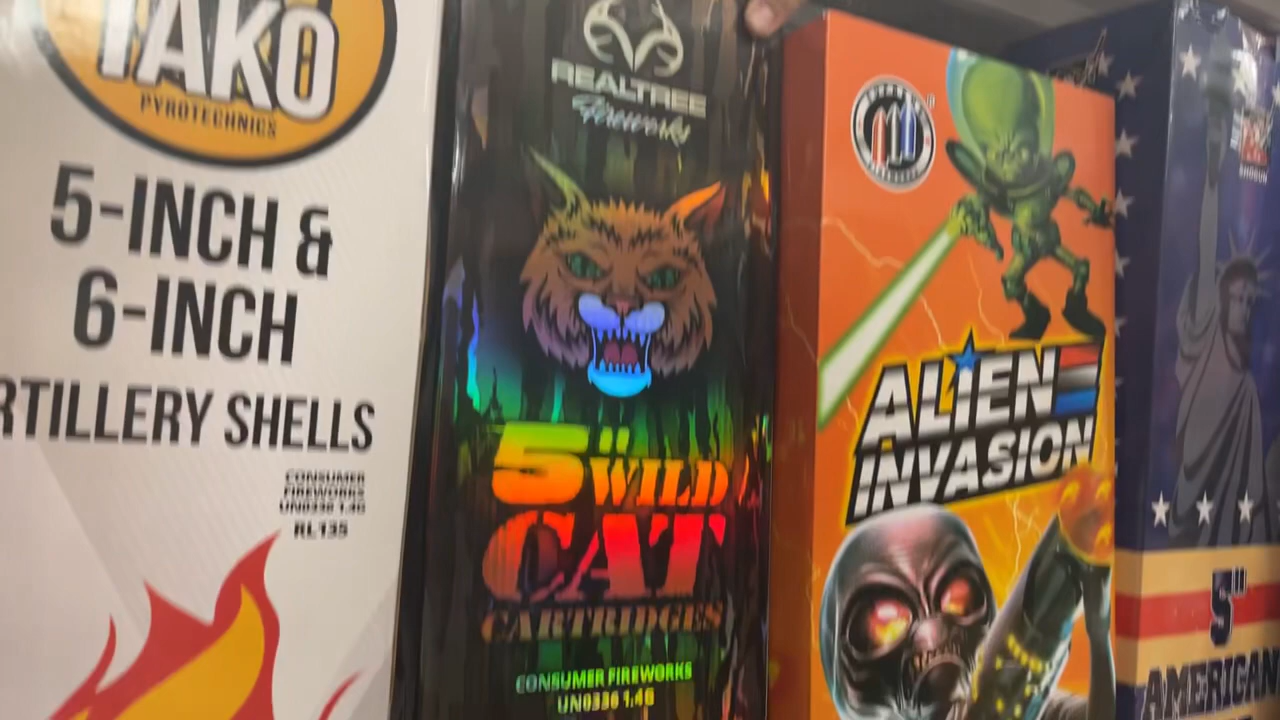 TAKO
PYROTECHNICS
5-INCH &
6-INCH
RTILLERY SHELLS
CONSUMER
FIREWORKS
UN0336 1.4G
RL135
REALTREE
Fireworks
5" WILD
CAT
CARTRIDGES
CONSUMER FIREWORKS
UN0336 1.4G
ALIEN
INVASION
SHOGUN
5"
AMERICAN